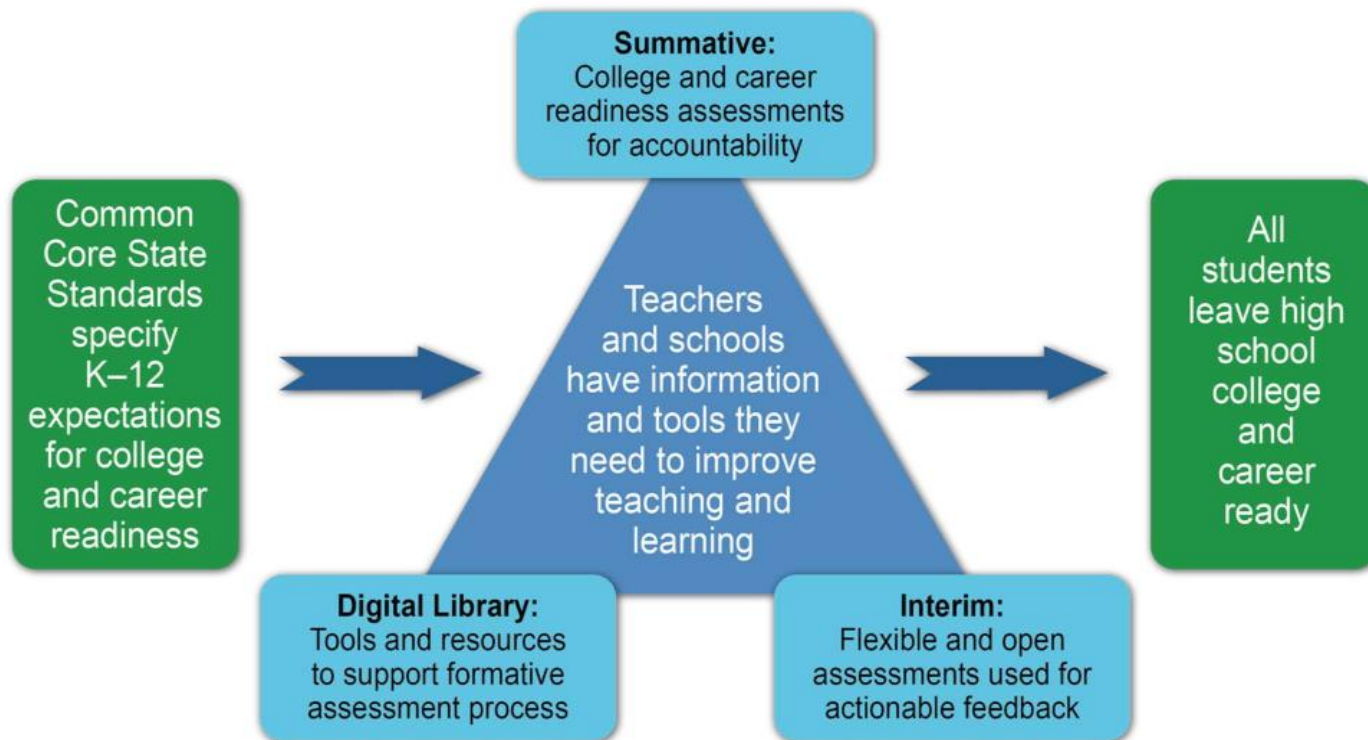 Summative:
College and career
readiness assessments
for accountability
Common
Core State
Standards
specify
K–12
expectations
for college
and career
readiness
Teachers
and schools
have information
and tools they
need to improve
teaching and
learning
All
students
leave high
school
college
and
career
ready
Digital Library:
Tools and resources
to support formative
assessment process
Interim:
Flexible and open
assessments used for
actionable feedback